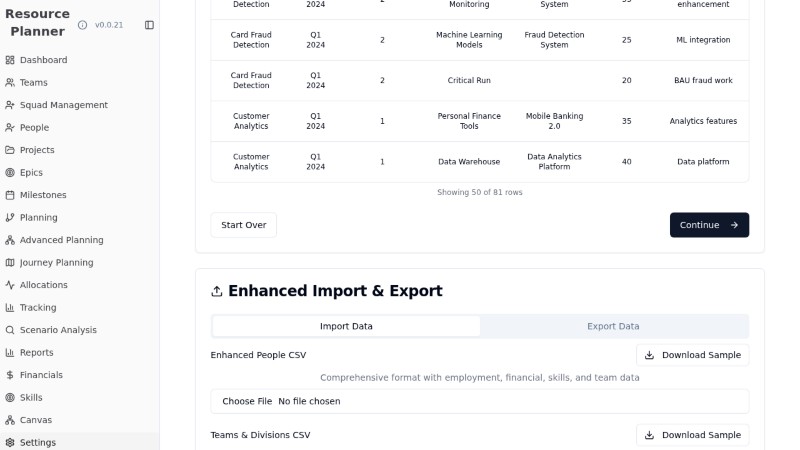 Resource
Planner
v0.0.21
Dashboard
Teams
Squad Management
People
Projects
Epics
Milestones
Planning
Advanced Planning
Journey Planning
Allocations
Tracking
Scenario Analysis
Reports
Financials
Skills
Canvas
Settings
Detection 2024 Monitoring System enhancement
Card Fraud Q1 2 Machine Learning Fraud Detection 25 ML integration
Detection 2024 Models System
Card Fraud Q1 2 Critical Run 20 BAU fraud work
Detection 2024
Customer Q1 1 Personal Finance Mobile Banking 35 Analytics features
Analytics 2024 Tools 2.0
Customer Q1 1 Data Warehouse Data Analytics 40 Data platform
Analytics 2024 Platform
Showing 50 of 81 rows
Start Over Continue
Enhanced Import & Export
Import Data Export Data
Enhanced People CSV Download Sample
Comprehensive format with employment, financial, skills, and team data
Choose File No file chosen
Teams & Divisions CSV Download Sample